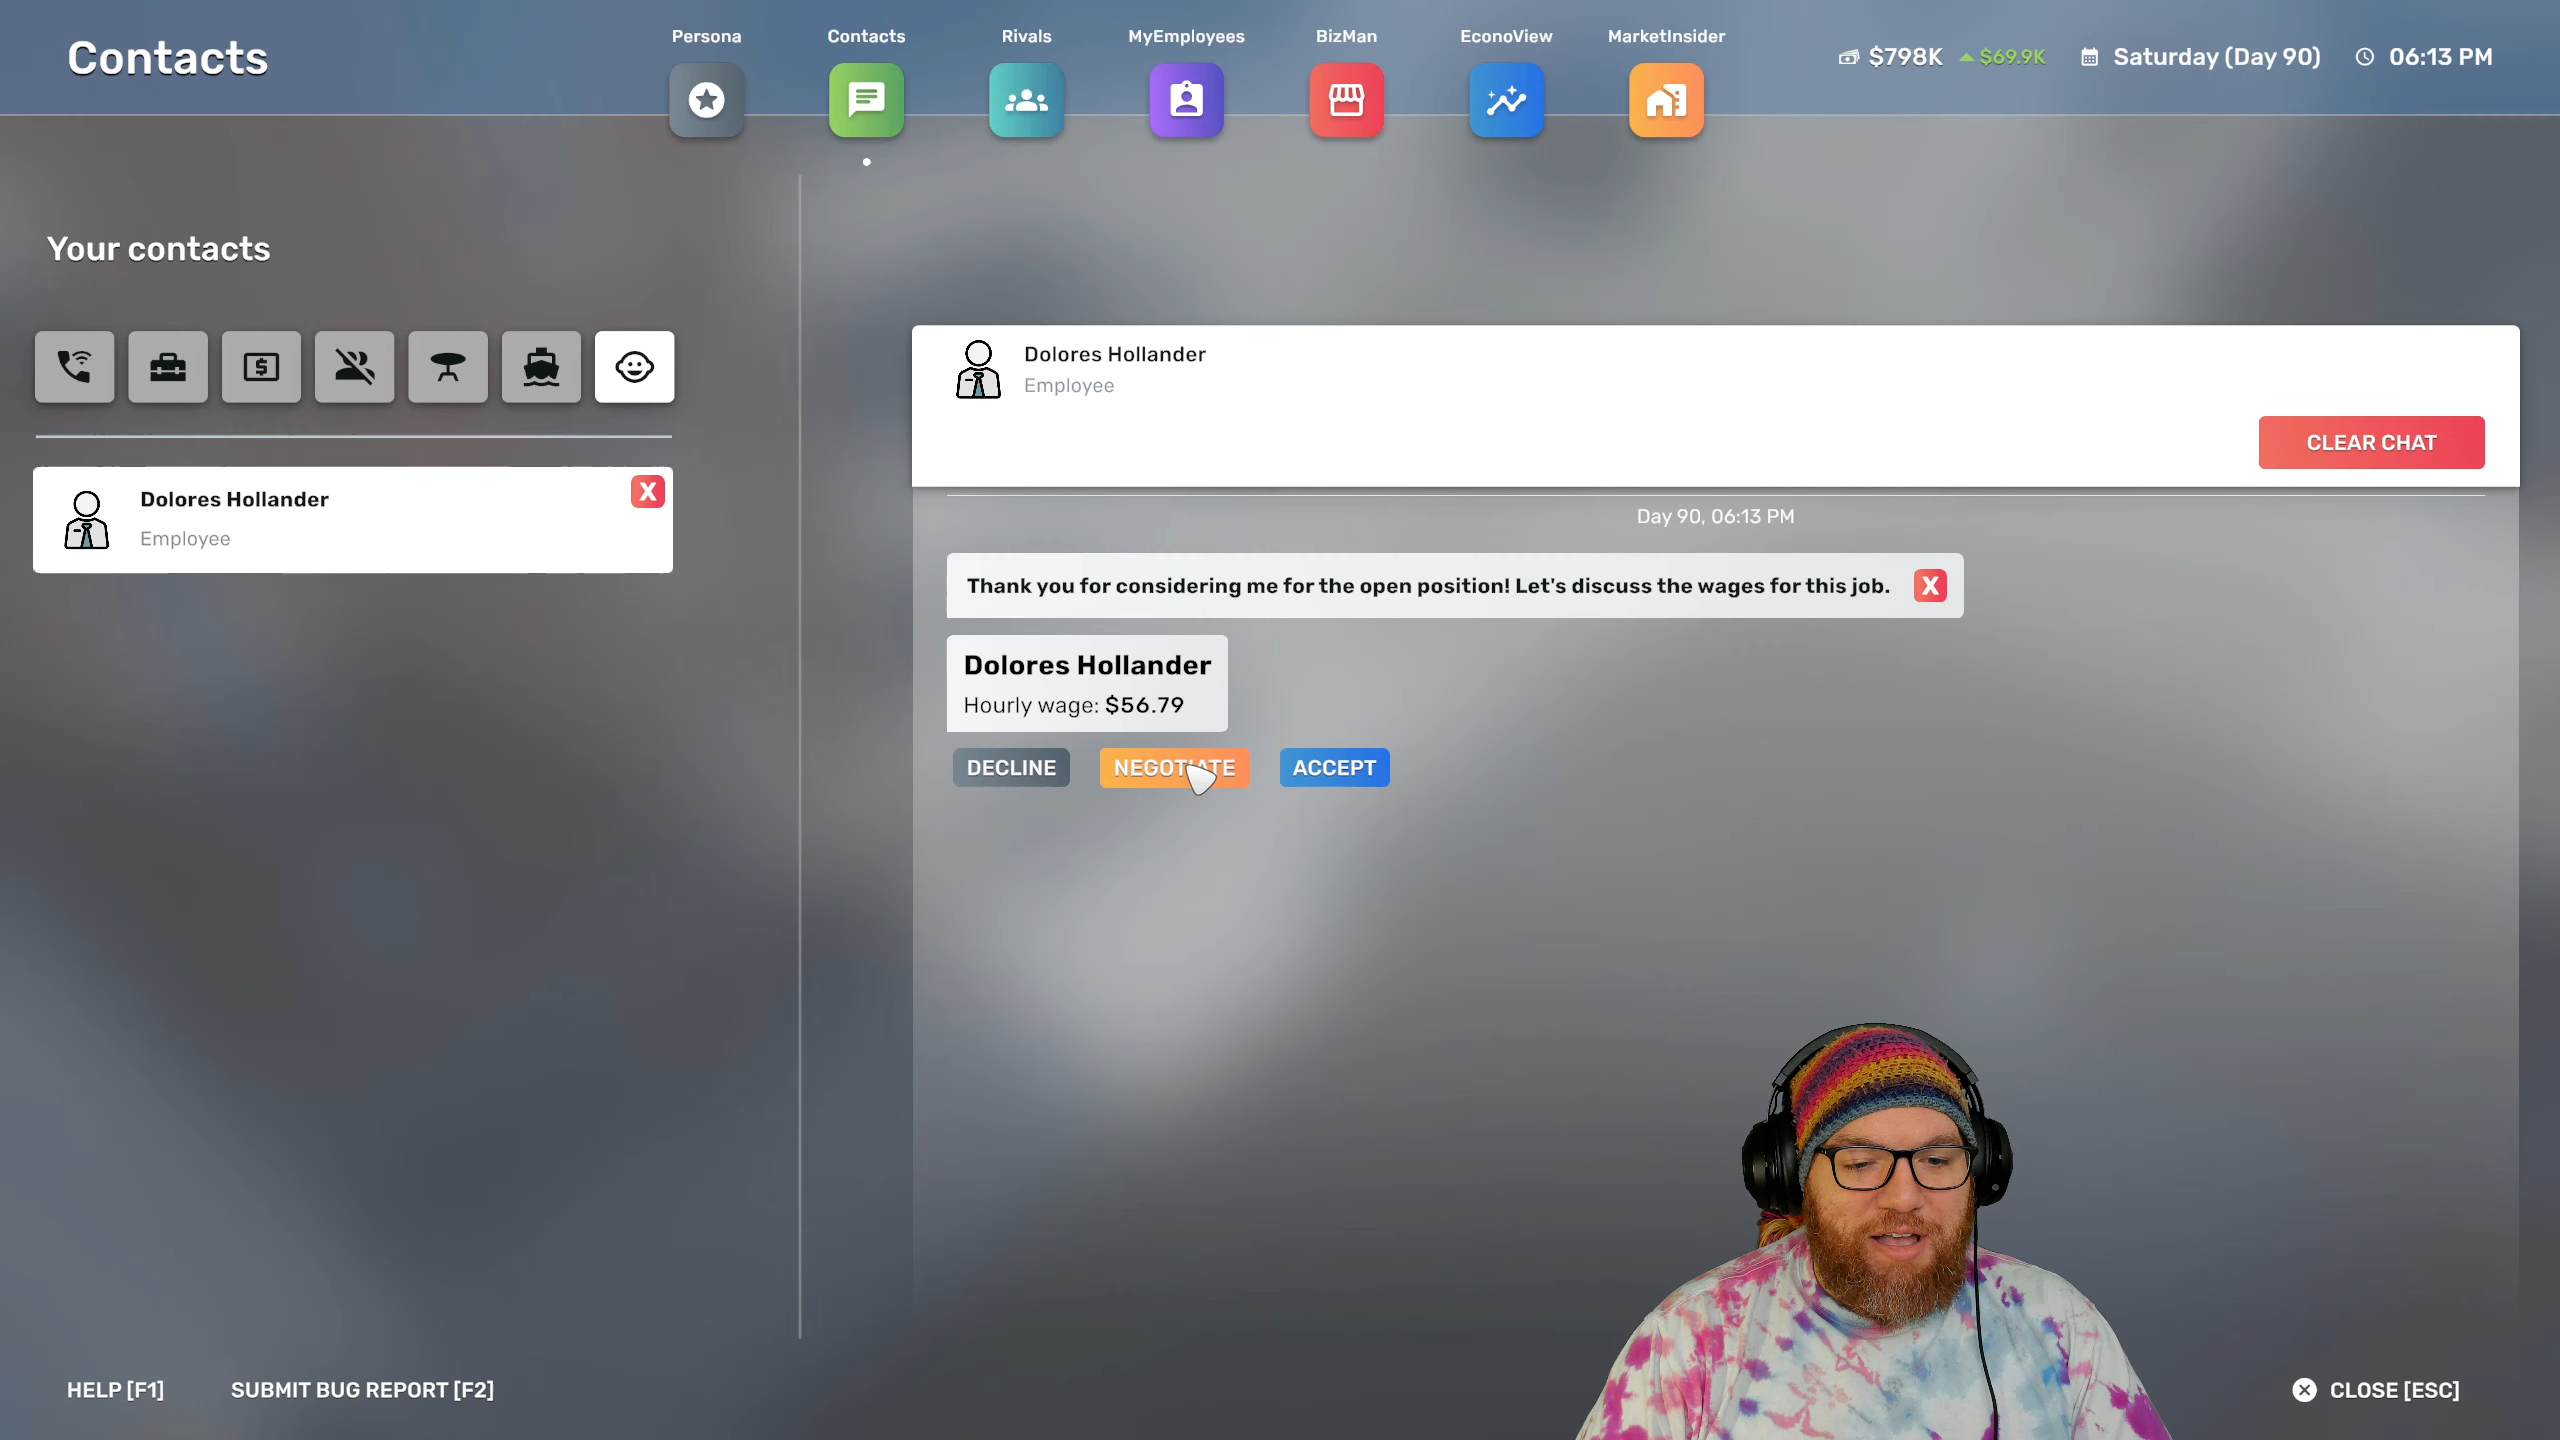 Contacts
Persona
Contacts
Rivals
MyEmployees
BizMan
EconoView
MarketInsider
$798K
$69.9K
Saturday (Day 90)
06:13 PM
Your contacts
Dolores Hollander
Employee
X
Dolores Hollander
Employee
CLEAR CHAT
Day 90, 06:13 PM
Thank you for considering me for the open position! Let's discuss the wages for this job.
X
Dolores Hollander
Hourly wage: $56.79
DECLINE
NEGOTIATE
ACCEPT
HELP [F1]
SUBMIT BUG REPORT [F2]
CLOSE [ESC]